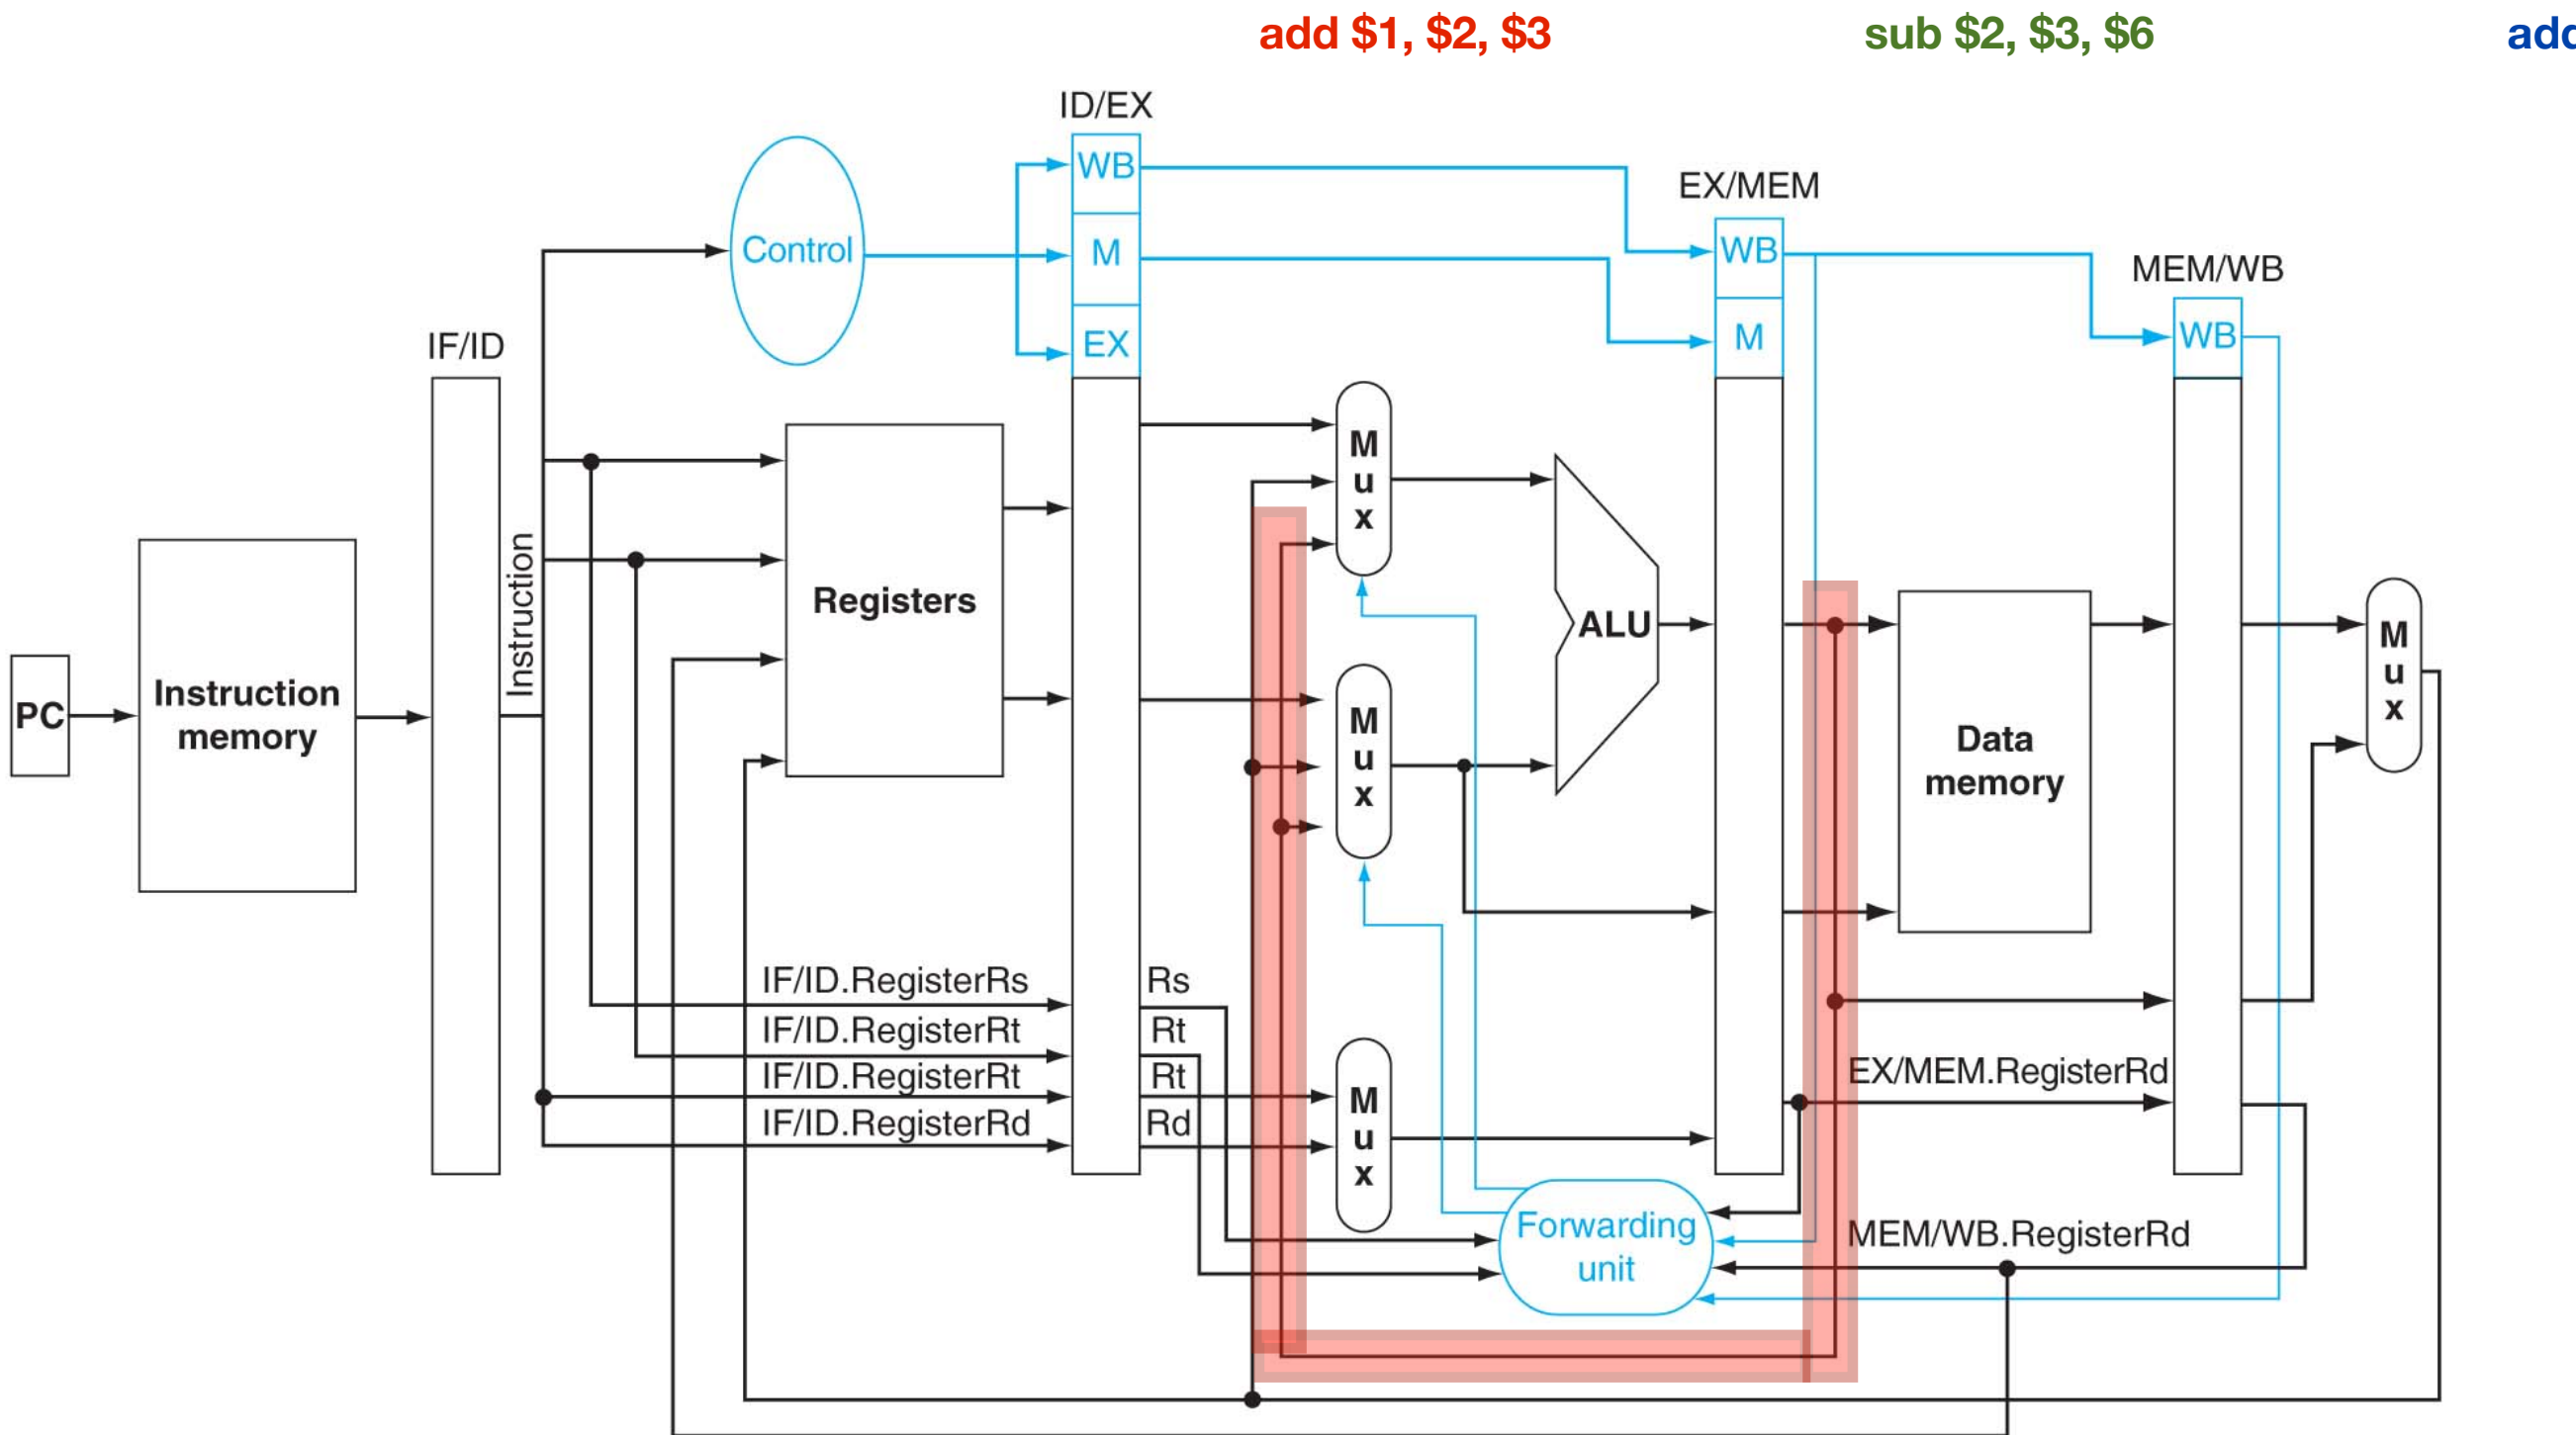 add $1, $2, $3
sub $2, $3, $6
add
ID/EX
WB
M
EX
EX/MEM
WB
M
MEM/WB
WB
Control
IF/ID
Instruction
PC
Instruction
memory
Registers
M
u
x
M
u
x
ALU
Data
memory
M
u
x
IF/ID.RegisterRs
IF/ID.RegisterRt
IF/ID.RegisterRt
IF/ID.RegisterRd
Rs
Rt
Rt
Rd
M
u
x
EX/MEM.RegisterRd
Forwarding
unit
MEM/WB.RegisterRd